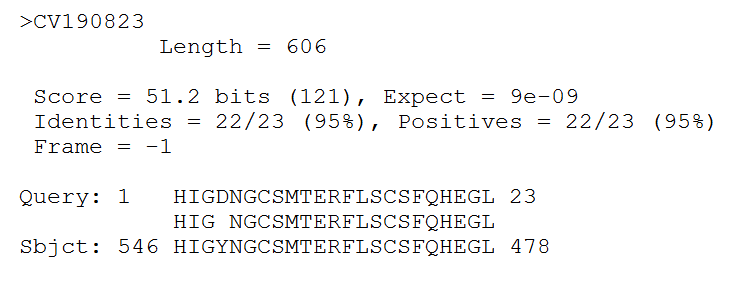 >CV190823
Length = 606
Score = 51.2 bits (121), Expect = 9e-09
Identities = 22/23 (95%), Positives = 22/23 (95%)
Frame = -1
Query: 1 HIGDNGCSMTERFLSCSFQHEGL 23
HIG NGCSMTERFLSCSFQHEGL
Sbjct: 546 HIGYNGCSMTERFLSCSFQHEGL 478